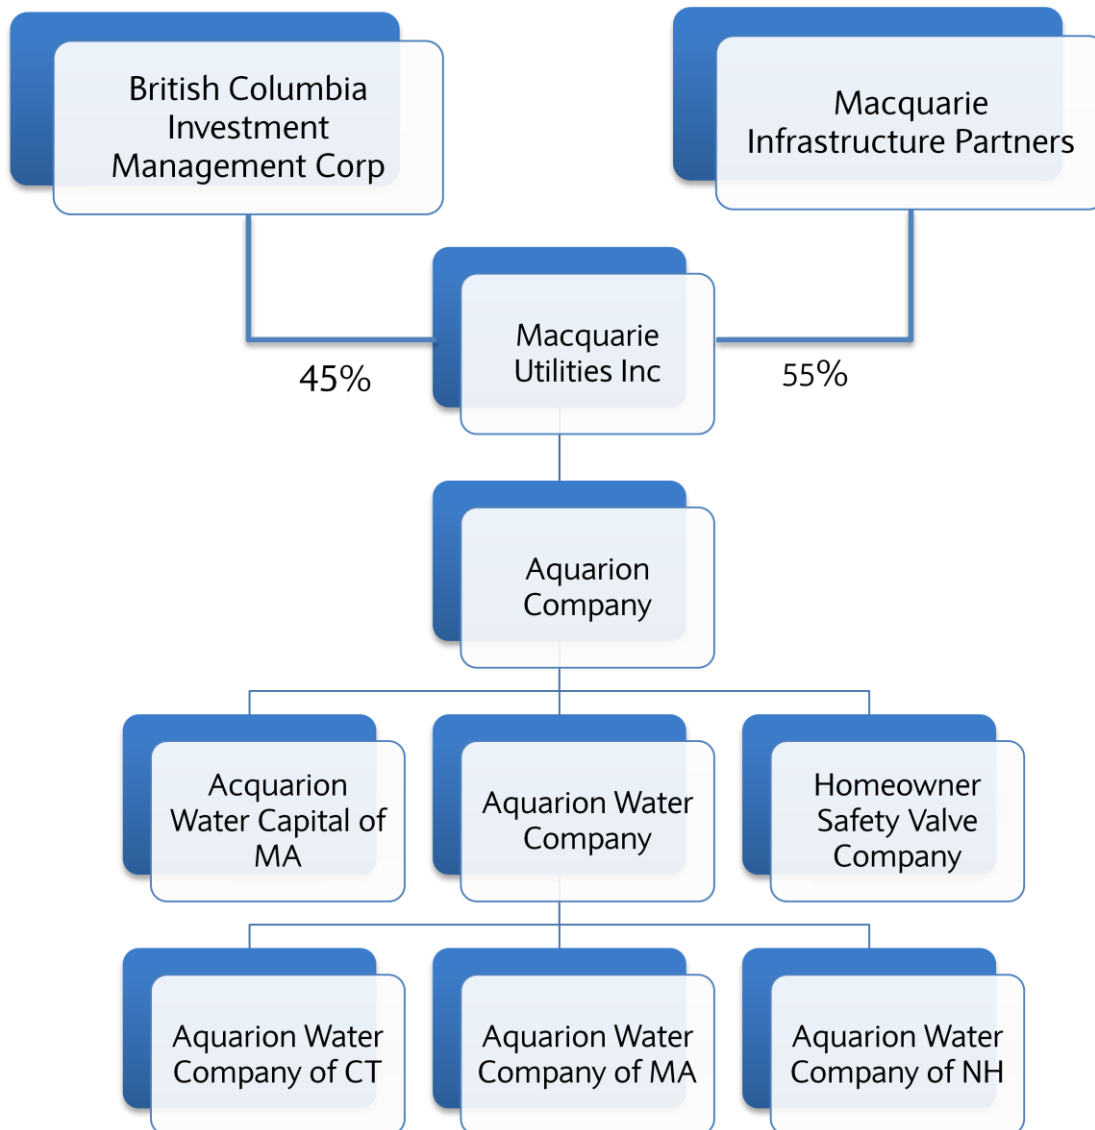 British Columbia
Investment
Management Corp
Macquarie
Infrastructure Partners
Macquarie
Utilities Inc
45%
55%
Aquarion
Company
Acquarion
Water Capital of
MA
Aquarion Water
Company
Homeowner
Safety Valve
Company
Aquarion Water
Company of CT
Aquarion Water
Company of MA
Aquarion Water
Company of NH